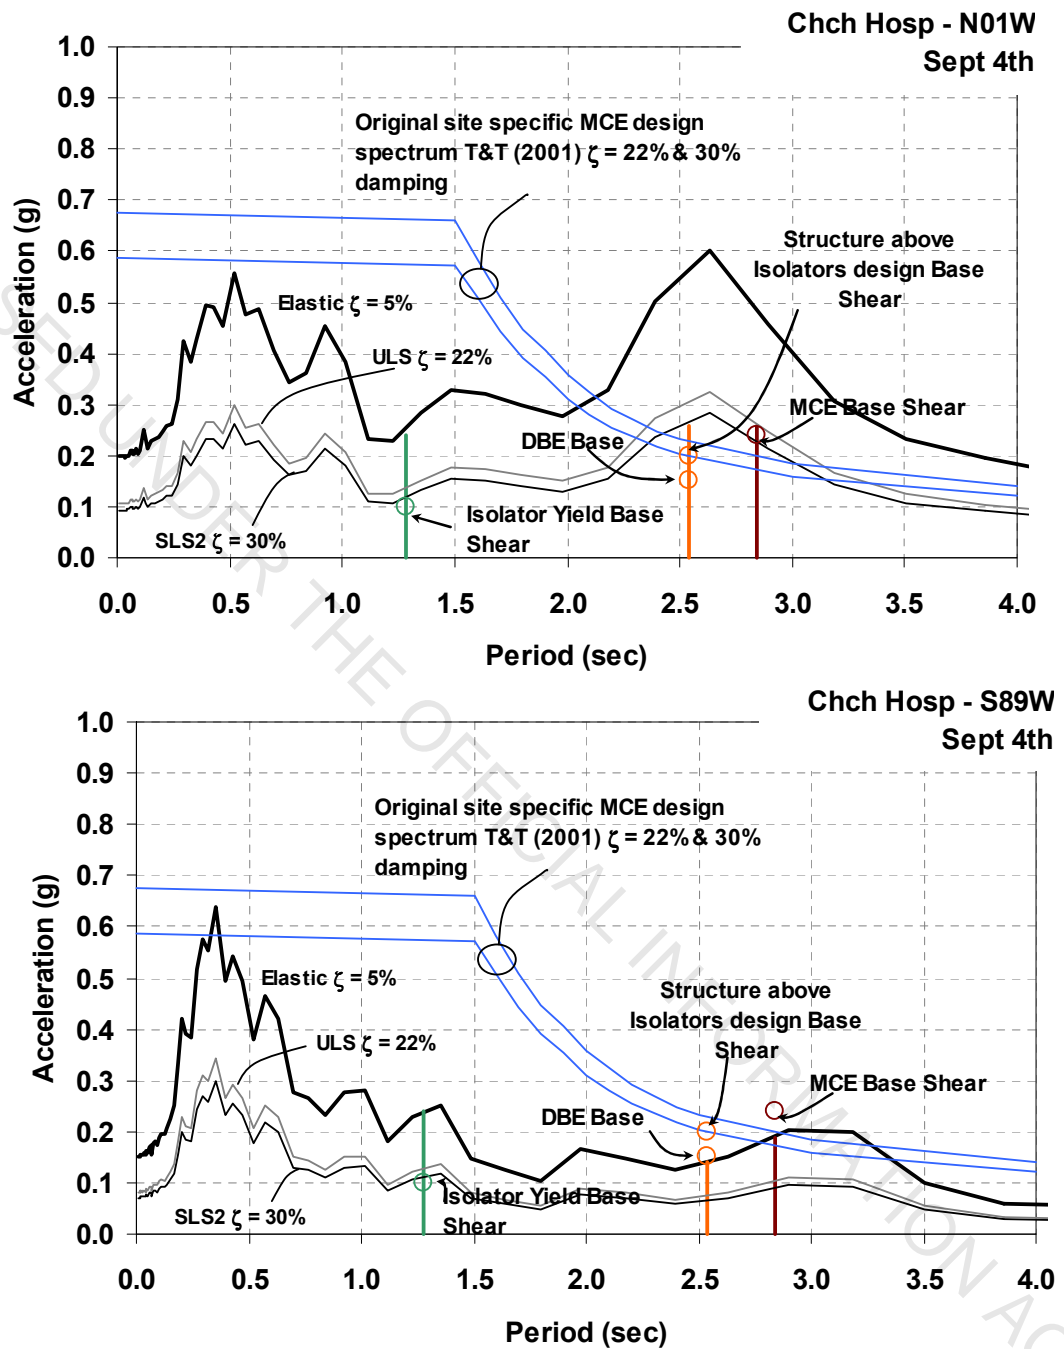 Chch Hosp - N01W
Sept 4th
1.0
0.9
0.8
0.7
0.6
0.5
0.4
0.3
0.2
0.1
0.0
Acceleration (g)
Original site specific MCE design
spectrum T&T (2001) ζ = 22% & 30%
damping
Structure above
Isolators design Base
Shear
Elastic ζ = 5%
ULS ζ = 22%
MCE Base Shear
DBE Base
Isolator Yield Base
Shear
SLS2 ζ = 30%
0.0 0.5 1.0 1.5 2.0 2.5 3.0 3.5 4.0
Period (sec)
Chch Hosp - S89W
Sept 4th
1.0
0.9
0.8
0.7
0.6
0.5
0.4
0.3
0.2
0.1
0.0
Acceleration (g)
Original site specific MCE design
spectrum T&T (2001) ζ = 22% & 30%
damping
Elastic ζ = 5%
Structure above
Isolators design Base
Shear
ULS ζ = 22%
MCE Base Shear
DBE Base
Isolator Yield Base
Shear
SLS2 ζ = 30%
0.0 0.5 1.0 1.5 2.0 2.5 3.0 3.5 4.0
Period (sec)
SED UNDER THE OFFICIAL INFORMATION AC